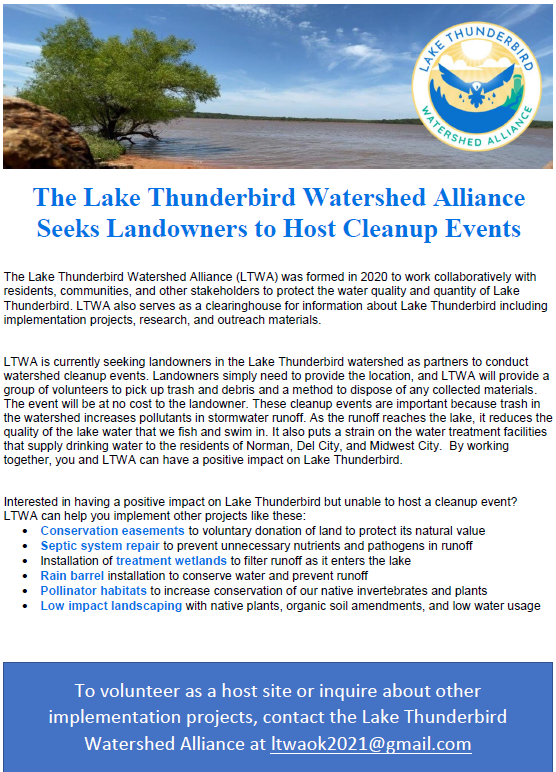 LAKE THUNDERBIRD
WATERSHED ALLIANCE
The Lake Thunderbird Watershed Alliance
Seeks Landowners to Host Cleanup Events
The Lake Thunderbird Watershed Alliance (LTWA) was formed in 2020 to work collaboratively with
residents, communities, and other stakeholders to protect the water quality and quantity of Lake
Thunderbird. LTWA also serves as a clearinghouse for information about Lake Thunderbird including
implementation projects, research, and outreach materials.
LTWA is currently seeking landowners in the Lake Thunderbird watershed as partners to conduct
watershed cleanup events. Landowners simply need to provide the location, and LTWA will provide a
group of volunteers to pick up trash and debris and a method to dispose of any collected materials.
The event will be at no cost to the landowner. These cleanup events are important because trash in
the watershed increases pollutants in stormwater runoff. As the runoff reaches the lake, it reduces the
quality of the lake water that we fish and swim in. It also puts a strain on the water treatment facilities
that supply drinking water to the residents of Norman, Del City, and Midwest City.  By working
together, you and LTWA can have a positive impact on Lake Thunderbird.
Interested in having a positive impact on Lake Thunderbird but unable to host a cleanup event?
LTWA can help you implement other projects like these:
• Conservation easements to voluntary donation of land to protect its natural value
• Septic system repair to prevent unnecessary nutrients and pathogens in runoff
• Installation of treatment wetlands to filter runoff as it enters the lake
• Rain barrel installation to conserve water and prevent runoff
• Pollinator habitats to increase conservation of our native invertebrates and plants
• Low impact landscaping with native plants, organic soil amendments, and low water usage
To volunteer as a host site or inquire about other
implementation projects, contact the Lake Thunderbird
Watershed Alliance at ltwaok2021@gmail.com